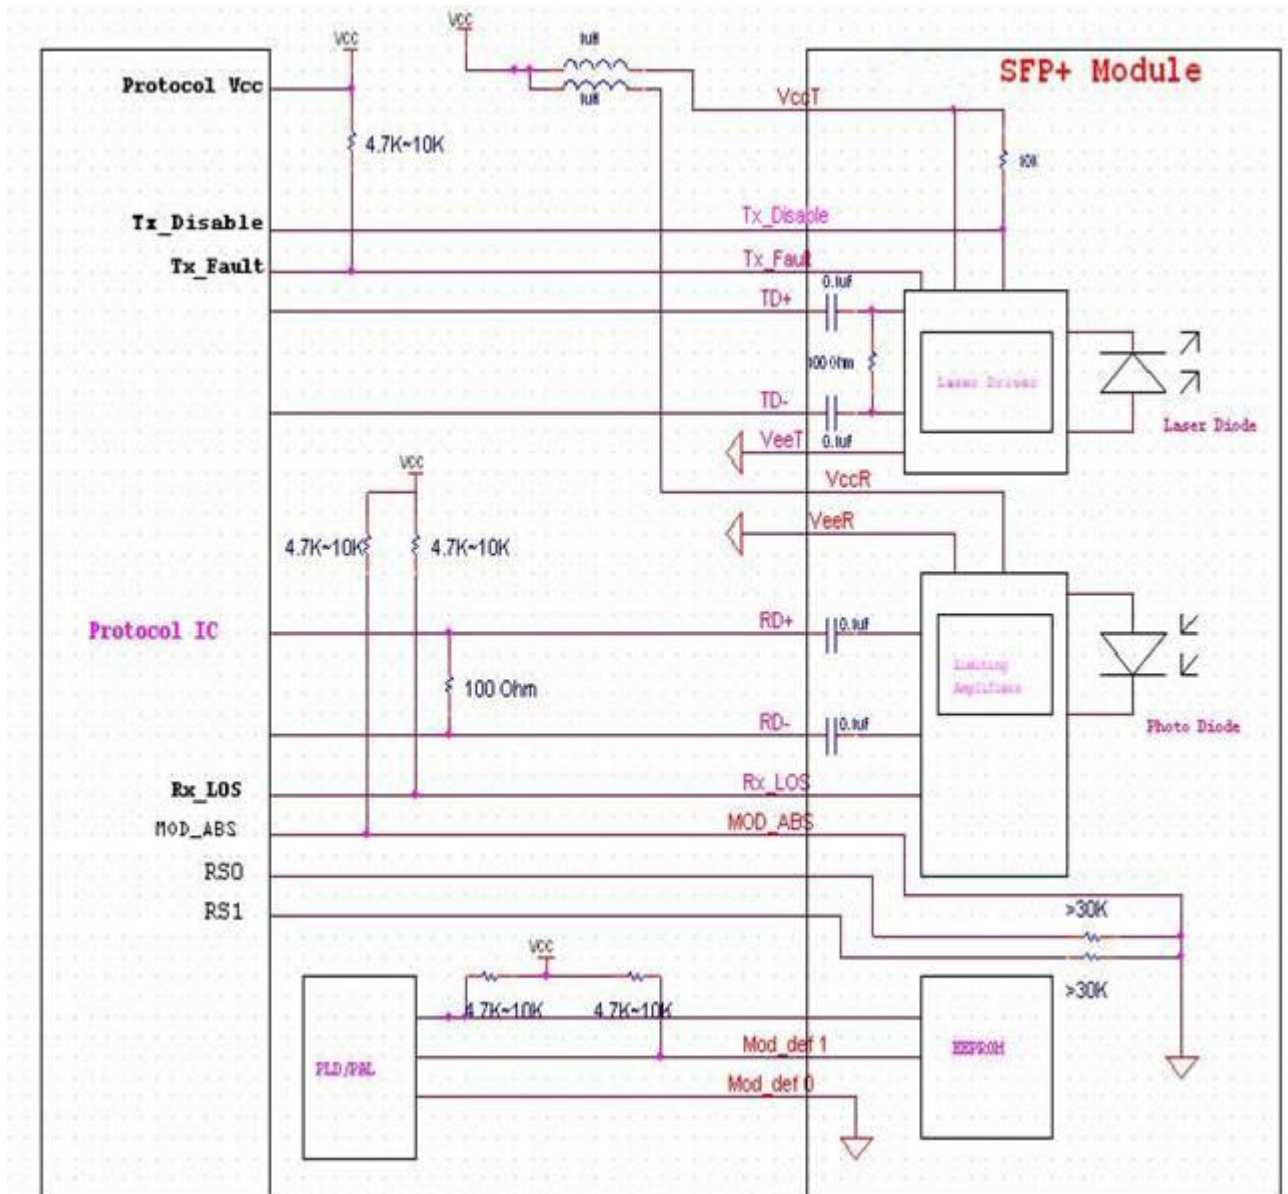 Vcc
Vcc
1uH
SFP+ Module
Protocol Vcc
1uH
VccT
4.7K~10K
10K
Tx_Disable
Tx_Disable
Tx_Fault
Tx_Fault
0.1uf
TD+
100 Ohm
Laser Driver
TD-
0.1uf
Laser Diode
VeeT
Vcc
VccR
VeeR
4.7K~10K
4.7K~10K
Protocol IC
RD+
0.1uf
Limiting
Amplifiers
100 Ohm
RD-
0.1uf
Photo Diode
Rx_LOS
Rx_LOS
MOD_ABS
MOD_ABS
RS0
RS1
>30K
Vcc
>30K
4.7K~10K
4.7K~10K
Mod_def 1
EEPROM
PLD/PAL
Mod_def 0